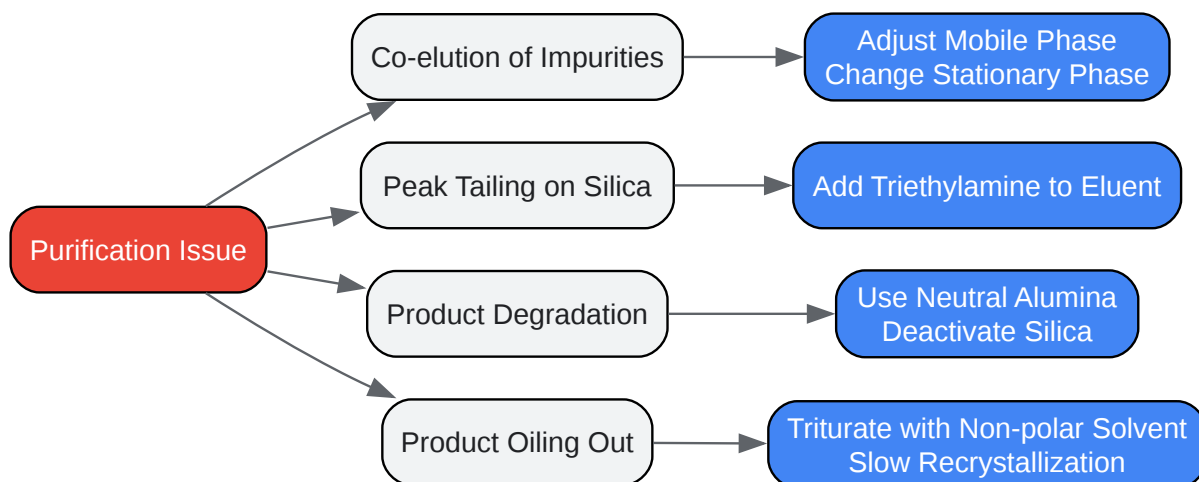 Purification Issue
Co-elution of Impurities
Adjust Mobile Phase
Change Stationary Phase
Peak Tailing on Silica
Add Triethylamine to Eluent
Product Degradation
Use Neutral Alumina
Deactivate Silica
Product Oiling Out
Triturate with Non-polar Solvent
Slow Recrystallization